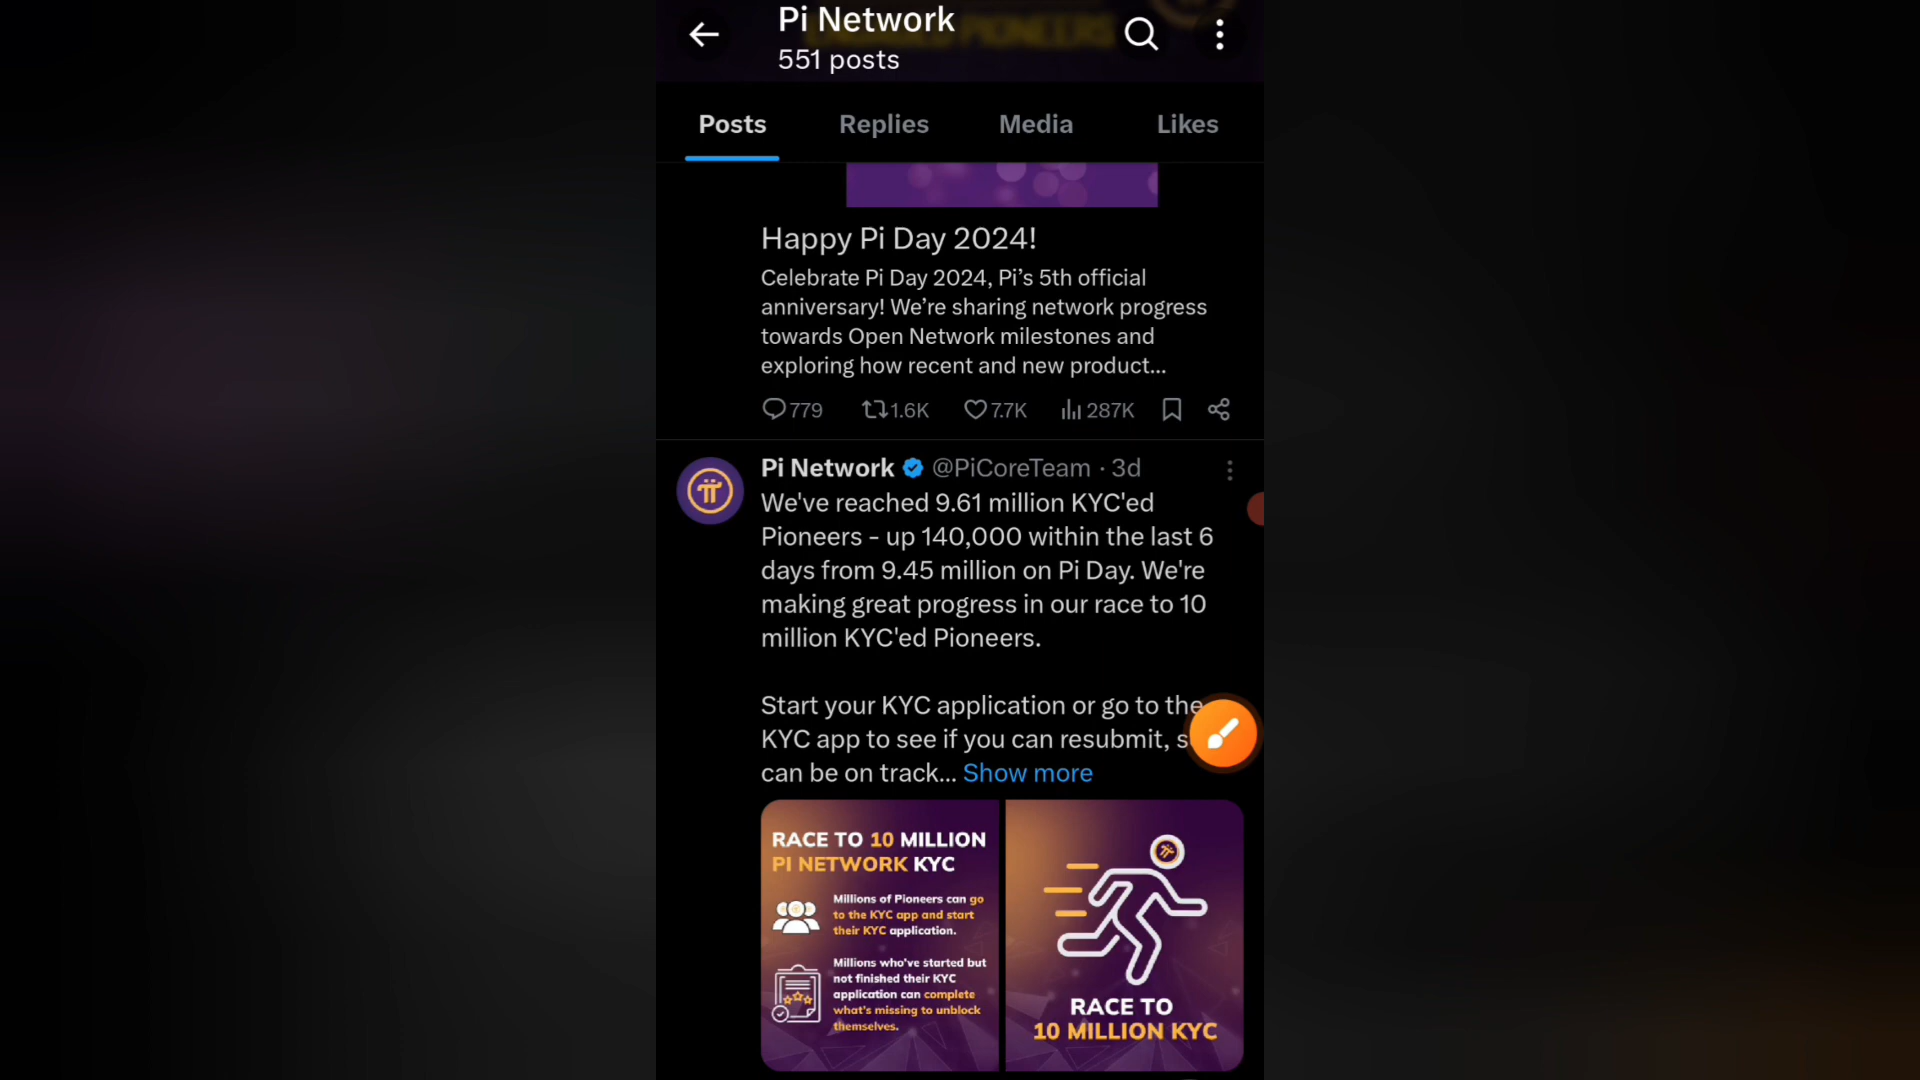 Pi Network
551 posts
Posts
Replies
Media
Likes
Happy Pi Day 2024!
Celebrate Pi Day 2024, Pi’s 5th official
anniversary! We’re sharing network progress
towards Open Network milestones and
exploring how recent and new product...
779 1.6K 7.7K 287K
Pi Network @PiCoreTeam · 3d
We've reached 9.61 million KYC'ed
Pioneers - up 140,000 within the last 6
days from 9.45 million on Pi Day. We're
making great progress in our race to 10
million KYC'ed Pioneers.
Start your KYC application or go to the
KYC app to see if you can resubmit,
can be on track... Show more
RACE TO 10 MILLION
PI NETWORK KYC
Millions of Pioneers can go
to the KYC app and start
their KYC application.
Millions who've started but
not finished their KYC
application can complete
what's missing to unblock
themselves.
RACE TO
10 MILLION KYC